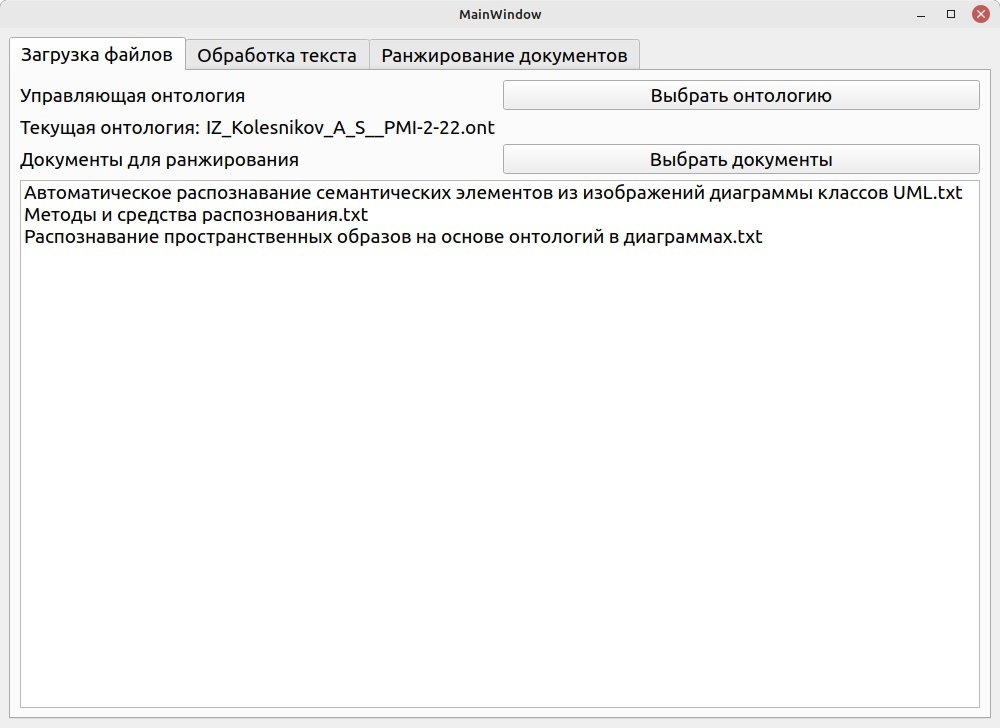 MainWindow
Загрузка файлов Обработка текста Ранжирование документов
Управляющая онтология Выбрать онтологию
Текущая онтология: IZ_Kolesnikov_A_S__PMI-2-22.ont
Документы для ранжирования Выбрать документы
Автоматическое распознавание семантических элементов из изображений диаграммы классов UML.txt
Методы и средства распознования.txt
Распознавание пространственных образов на основе онтологий в диаграммах.txt